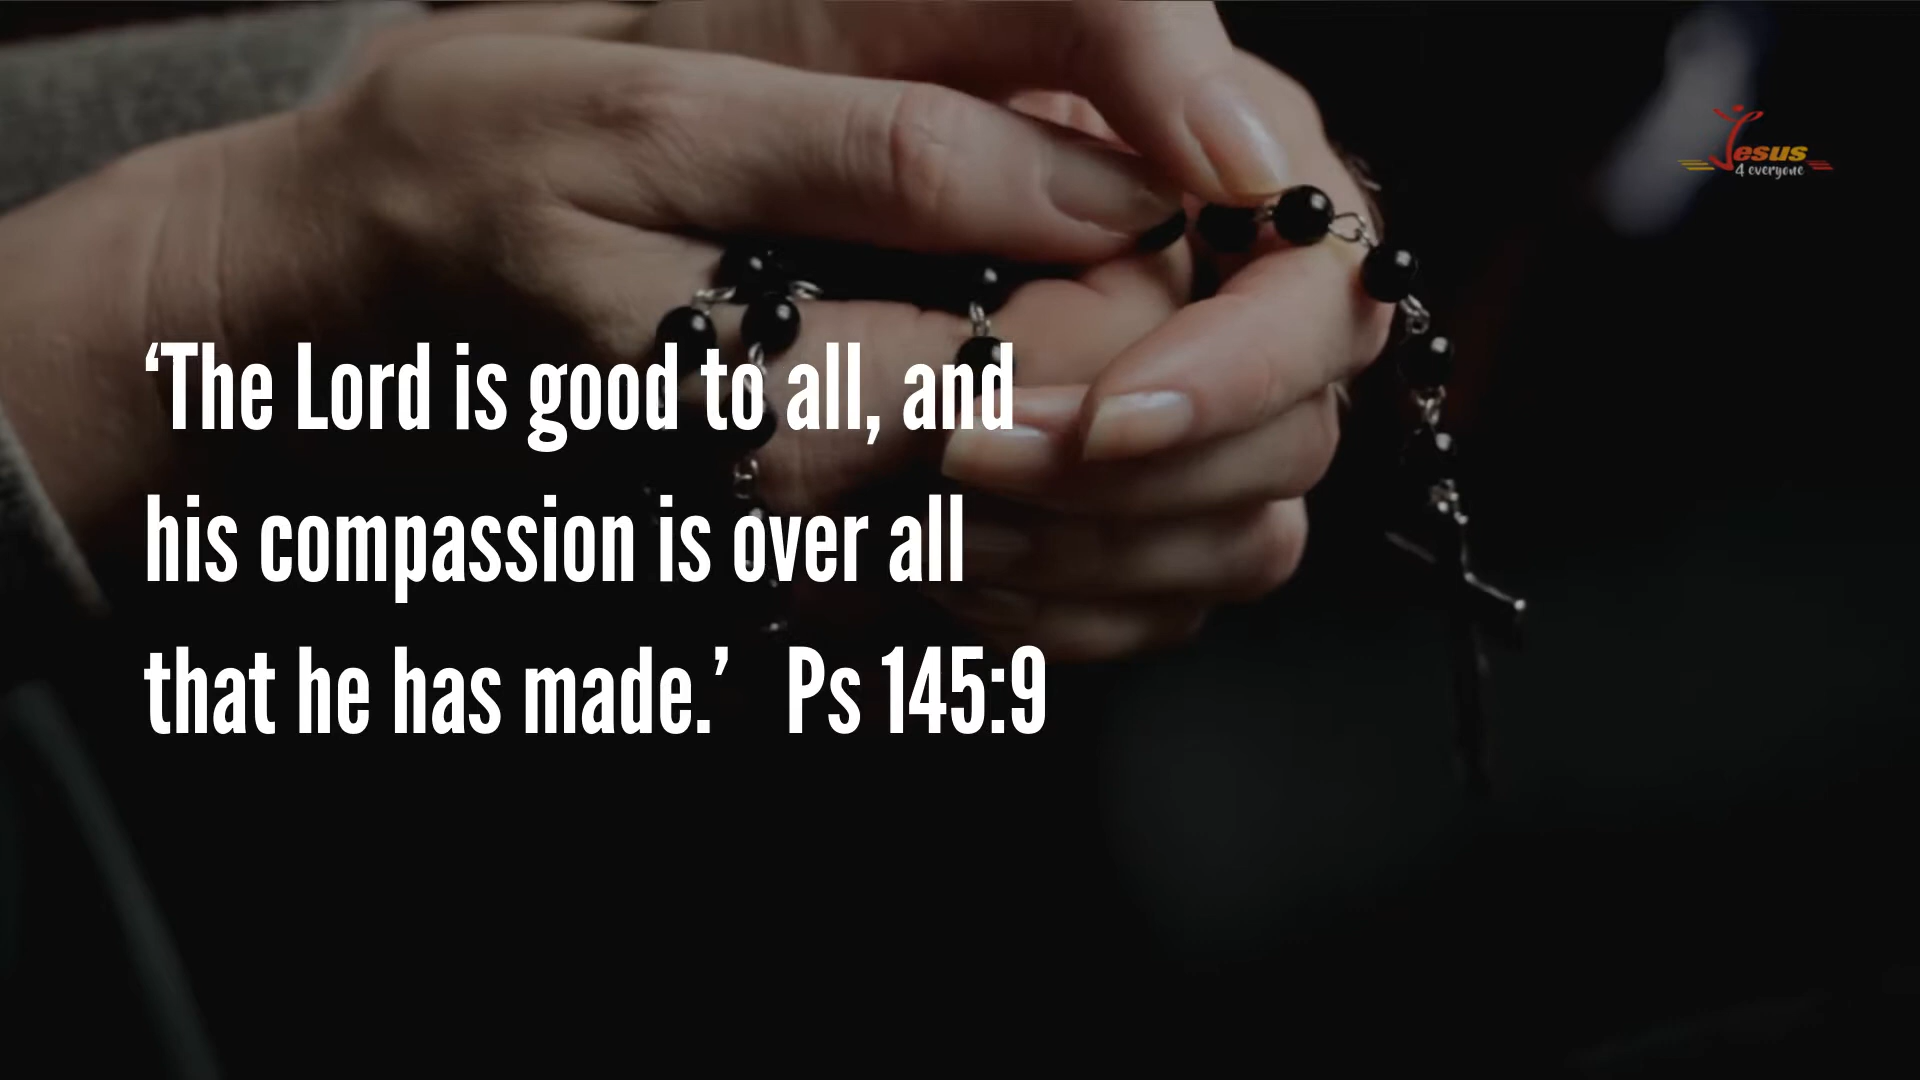 Jesus
4 everyone
‘The Lord is good to all, and
his compassion is over all
that he has made.’ Ps 145:9